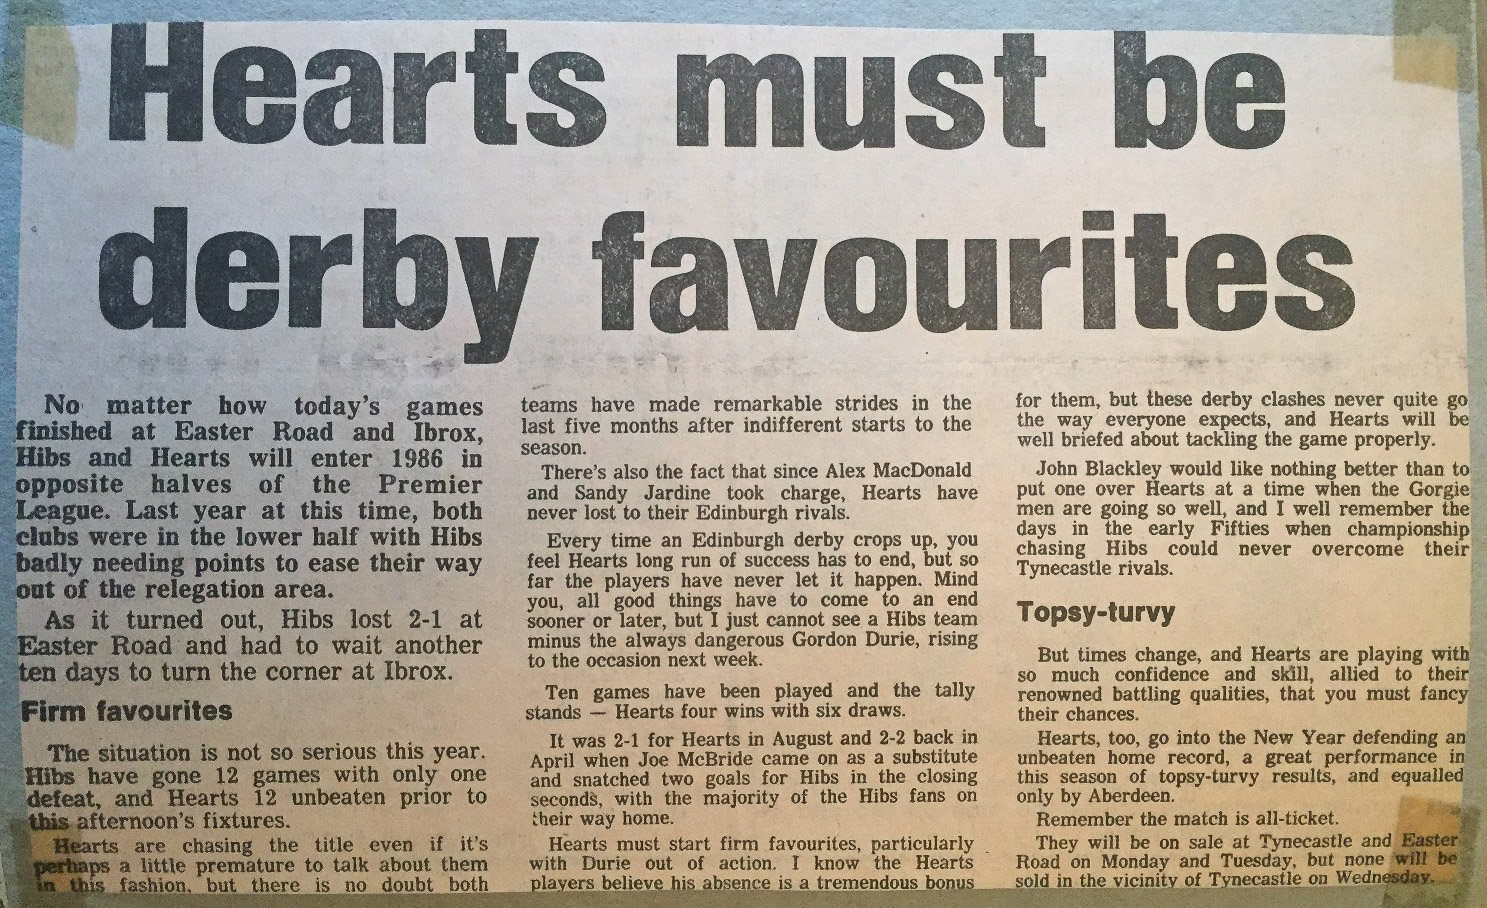 Hearts must be
derby favourites
No matter how today's games
finished at Easter Road and Ibrox,
Hibs and Hearts will enter 1986 in
opposite halves of the Premier
League. Last year at this time, both
clubs were in the lower half with Hibs
badly needing points to ease their way
out of the relegation area.
As it turned out, Hibs lost 2-1 at
Easter Road and had to wait another
ten days to turn the corner at Ibrox.
Firm favourites
The situation is not so serious this year.
Hibs have gone 12 games with only one
defeat, and Hearts 12 unbeaten prior to
this afternoon's fixtures.
Hearts are chasing the title even if it's
perhaps a little premature to talk about them
in this fashion, but there is no doubt both
teams have made remarkable strides in the
last five months after indifferent starts to the
season.
There's also the fact that since Alex MacDonald
and Sandy Jardine took charge, Hearts have
never lost to their Edinburgh rivals.
Every time an Edinburgh derby crops up, you
feel Hearts long run of success has to end, but so
far the players have never let it happen. Mind
you, all good things have to come to an end
sooner or later, but I just cannot see a Hibs team
minus the always dangerous Gordon Durie, rising
to the occasion next week.
Ten games have been played and the tally
stands — Hearts four wins with six draws.
It was 2-1 for Hearts in August and 2-2 back in
April when Joe McBride came on as a substitute
and snatched two goals for Hibs in the closing
seconds, with the majority of the Hibs fans on
their way home.
Hearts must start firm favourites, particularly
with Durie out of action. I know the Hearts
players believe his absence is a tremendous bonus
for them, but these derby clashes never quite go
the way everyone expects, and Hearts will be
well briefed about tackling the game properly.
John Blackley would like nothing better than to
put one over Hearts at a time when the Gorgie
men are going so well, and I well remember the
days in the early Fifties when championship
chasing Hibs could never overcome their
Tynecastle rivals.
Topsy-turvy
But times change, and Hearts are playing with
so much confidence and skill, allied to their
renowned battling qualities, that you must fancy
their chances.
Hearts, too, go into the New Year defending an
unbeaten home record, a great performance in
this season of topsy-turvy results, and equalled
only by Aberdeen.
Remember the match is all-ticket.
They will be on sale at Tynecastle and Easter
Road on Monday and Tuesday, but none will be
sold in the vicinity of Tynecastle on Wednesday.